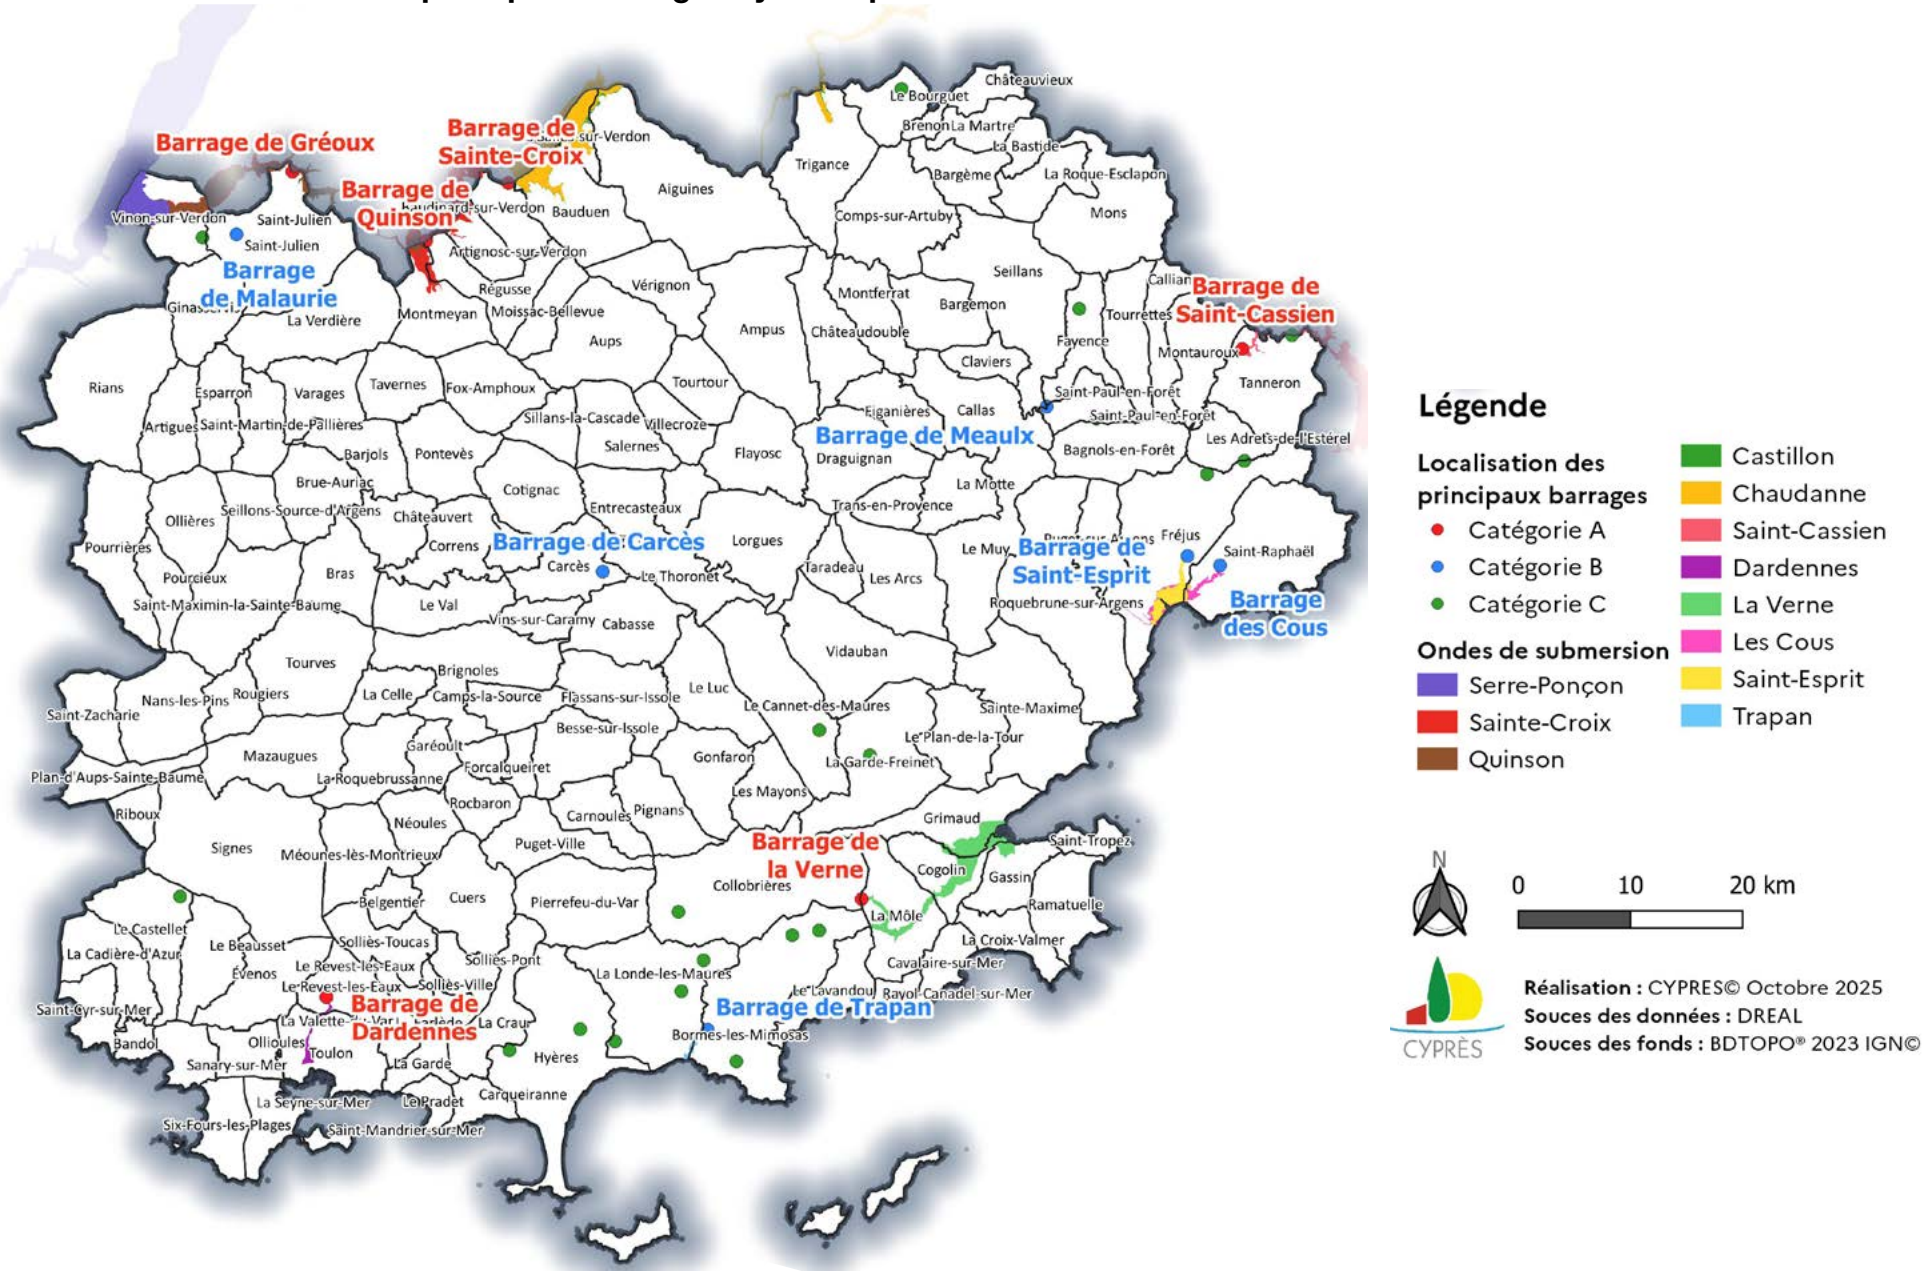 Châteauvieux
Le Bourguet
Brenon
La Martre
La Bastide
Barrage de Gréoux
Barrage de
Sainte-Croix
Trigance
Bargème
La Roque-Esclapon
Aiguines
Barrage de
Quinson
Baudinard-sur-Verdon
Bauduen
Comps-sur-Artuby
Mons
Vinon-sur-Verdon
Saint-Julien
Saint-Julien
Artignosc-sur-Verdon
Barrage
de Malaurie
Seillans
Vérignon
Régusse
Montferrat
Bargemon
Barrage de
Saint-Cassien
La Verdière
Montmeyan
Moissac-Bellevue
Tourrettes
Aups
Ampus
Châteaudouble
Fayence
Montauroux
Claviers
Tanneron
Rians
Esparron
Varages
Tavernes
Fox-Amphoux
Tourtour
Saint-Paul-en-Forêt
Saint-Paul-en-Forêt
Figanières
Callas
Artigues
Saint-Martin-de-Pallières
Sillans-la-Cascade
Villecroze
Barrage de Meaulx
Les Adrets-de-l'Estérel
Barjols
Pontevès
Salernes
Flayosc
Draguignan
Bagnols-en-Forêt
Brue-Auriac
Cotignac
La Motte
Ollières
Seillons-Source-d'Argens
Châteauvert
Entrecasteaux
Trans-en-Provence
Pourrières
Correns
Barrage de Carcès
Lorgues
Le Muy
Fréjus
Barrage de
Saint-Esprit
Saint-Raphaël
Pourcieux
Bras
Carcès
Le Thoronet
Taradeau
Les Arcs
Saint-Maximin-la-Sainte-Baume
Le Val
Vins-sur-Caramy
Cabasse
Roquebrune-sur-Argens
Barrage
des Cous
Tourves
Brignoles
Vidauban
Nans-les-Pins
Rougiers
La Celle
Camps-la-Source
Flassans-sur-Issole
Le Luc
Saint-Zacharie
Le Cannet-des-Maures
Sainte-Maxime
Besse-sur-Issole
Le Plan-de-la-Tour
Mazaugues
Garéoult
Forcalqueiret
Gonfaron
La Garde-Freinet
Plan-d'Aups-Sainte-Baume
La Roquebrussanne
Les Mayons
Riboux
Rocbaron
Néoules
Carnoules
Pignans
Grimaud
Signes
Méounes-lès-Montrieux
Puget-Ville
Barrage de
la Verne
Saint-Tropez
Cogolin
Gassin
Collobrières
Belgentier
Cuers
Pierrefeu-du-Var
La Môle
Ramatuelle
Le Castellet
La Cadière-d'Azur
Le Beausset
Solliès-Toucas
La Croix-Valmer
Évenos
Le Revest-les-Eaux
Le Revest-les-Eaux
Solliès-Pont
Solliès-Ville
La Londe-les-Maures
Cavalaire-sur-Mer
Le Lavandou
Rayol-Canadel-sur-Mer
Saint-Cyr-sur-Mer
Barrage de
Dardennes
Barrage de Trapan
La Crau
Bandol
Ollioules
Toulon
Hyères
Bormes-les-Mimosas
Sanary-sur-Mer
La Garde
La Seyne-sur-Mer
Le Pradet
Carqueiranne
Six-Fours-les-Plages
Saint-Mandrier-sur-Mer
Légende
Localisation des
principaux barrages
Catégorie A
Catégorie B
Catégorie C
Ondes de submersion
Serre-Ponçon
Sainte-Croix
Quinson
Castillon
Chaudanne
Saint-Cassien
Dardennes
La Verne
Les Cous
Saint-Esprit
Trapan
N
0 10 20 km
CYPRÈS
Réalisation : CYPRES© Octobre 2025
Souces des données : DREAL
Souces des fonds : BDTOPO® 2023 IGN©